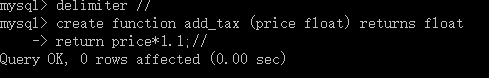 mysql> delimiter //
mysql> create function add_tax (price float) returns float
    -> return price*1.1;//
Query OK, 0 rows affected (0.00 sec)